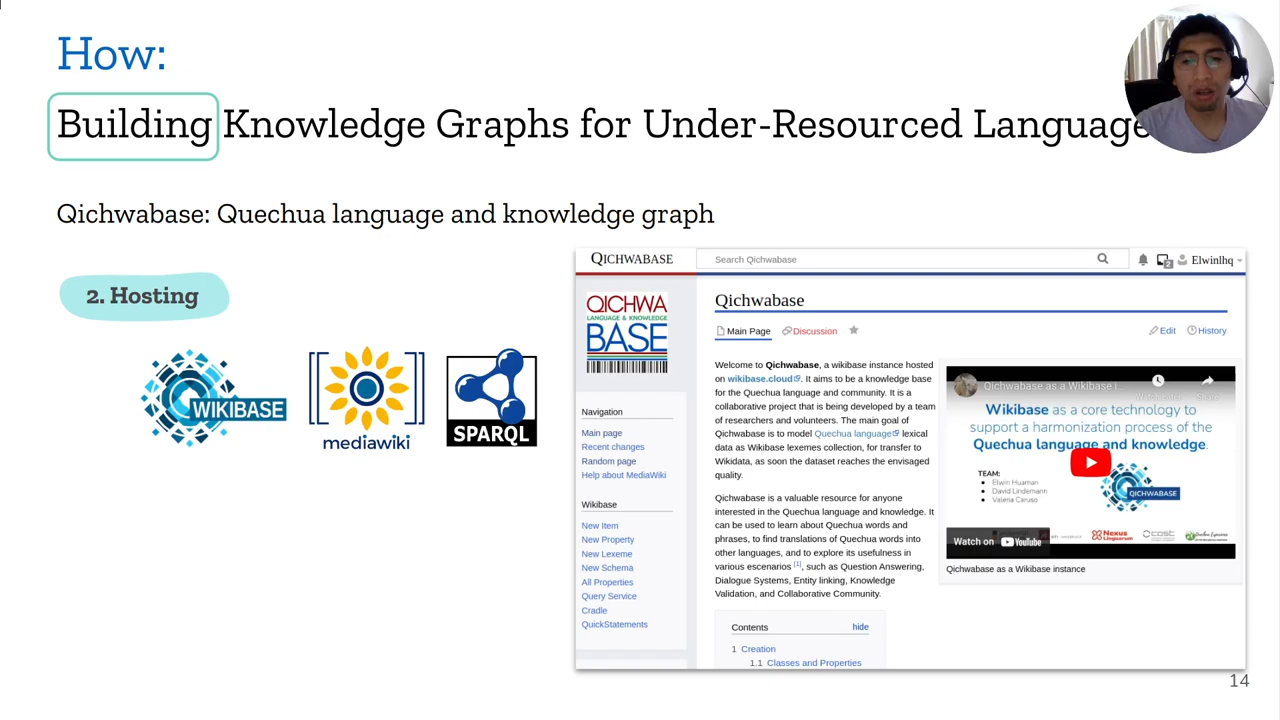 How:
Building Knowledge Graphs for Under-Resourced Language
Qichwabase: Quechua language and knowledge graph
2. Hosting
WIKIBASE
mediawiki
SPARQL
QICHWABASE
Search Qichwabase
2
Elwinlhq
QICHWA
LANGUAGE & KNOWLEDGE
BASE
Navigation
Main page
Recent changes
Random page
Help about MediaWiki
Wikibase
New Item
New Property
New Lexeme
New Schema
All Properties
Query Service
Cradle
QuickStatements
Qichwabase
Main Page
Discussion
Edit
History
Welcome to Qichwabase, a wikibase instance hosted
on wikibase.cloud. It aims to be a knowledge base
for the Quechua language and community. It is a
collaborative project that is being developed by a team
of researchers and volunteers. The main goal of
Qichwabase is to model Quechua language lexical
data as Wikibase lexemes collection, for transfer to
Wikidata, as soon the dataset reaches the envisaged
quality.
Qichwabase is a valuable resource for anyone
interested in the Quechua language and knowledge. It
can be used to learn about Quechua words and
phrases, to find translations of Quechua words into
other languages, and to explore its usefulness in
various escenarios [1], such as Question Answering,
Dialogue Systems, Entity linking, Knowledge
Validation, and Collaborative Community.
Contents
hide
1 Creation
1.1 Classes and Properties
Qichwabase as a Wikibase i...
Wikibase as a core technology to
support a harmonization process of the
Quechua language and knowledge.
TEAM:
● Elwin Huaman
● David Lindemann
● Valeria Caruso
QICHWABASE
Nexus
Linguarum
cost
Watch on YouTube
Qichwabase as a Wikibase instance
14